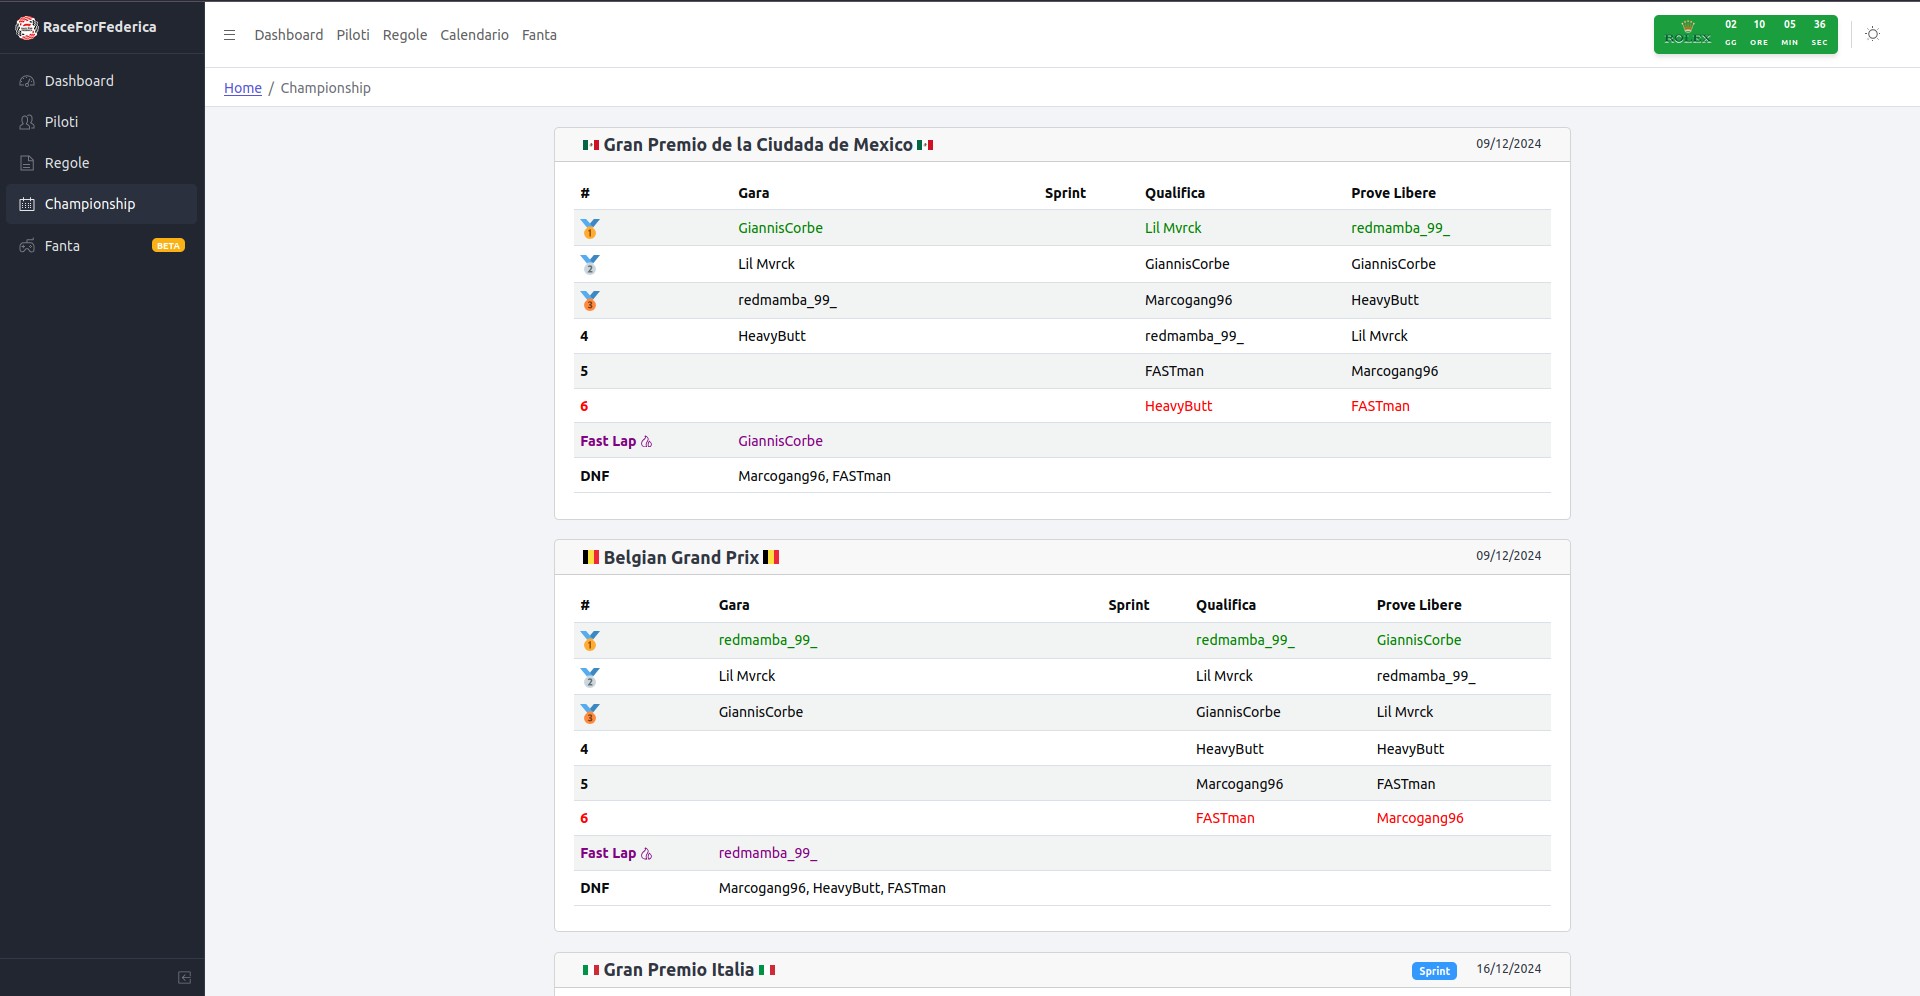 RaceForFederica
Dashboard
Piloti
Regole
Championship
Fanta BETA
Dashboard Piloti Regole Calendario Fanta
ROLEX
02 10 05 36
GG ORE MIN SEC
Home / Championship
Gran Premio de la Ciudada de Mexico 09/12/2024
# Gara Sprint Qualifica Prove Libere
1 GiannisCorbe Lil Mvrck redmamba_99_
2 Lil Mvrck GiannisCorbe GiannisCorbe
3 redmamba_99_ Marcogang96 HeavyButt
4 HeavyButt redmamba_99_ Lil Mvrck
5 FASTman Marcogang96
6 HeavyButt FASTman
Fast Lap GiannisCorbe
DNF Marcogang96, FASTman
Belgian Grand Prix 09/12/2024
# Gara Sprint Qualifica Prove Libere
1 redmamba_99_ redmamba_99_ GiannisCorbe
2 Lil Mvrck Lil Mvrck redmamba_99_
3 GiannisCorbe GiannisCorbe Lil Mvrck
4 HeavyButt HeavyButt
5 Marcogang96 FASTman
6 FASTman Marcogang96
Fast Lap redmamba_99_
DNF Marcogang96, HeavyButt, FASTman
Gran Premio Italia Sprint 16/12/2024